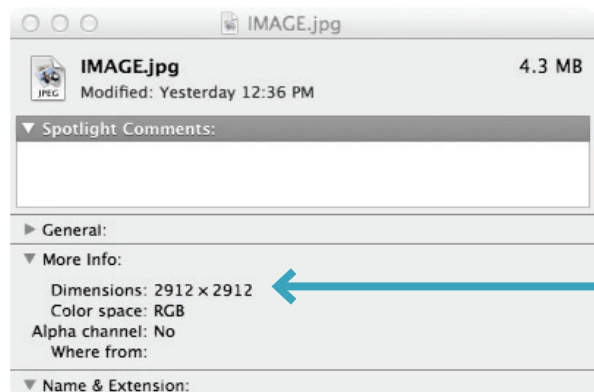 IMAGE.jpg
IMAGE.jpg 4.3 MB
JPEG
Modified: Yesterday 12:36 PM
Spotlight Comments:
General:
More Info:
Dimensions: 2912 × 2912
Color space: RGB
Alpha channel: No
Where from:
Name & Extension: